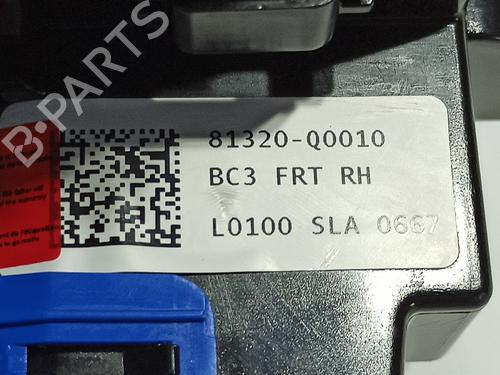 B-PARTS
81320-Q0010
BC3 FRT RH
L0100 SLA 0667